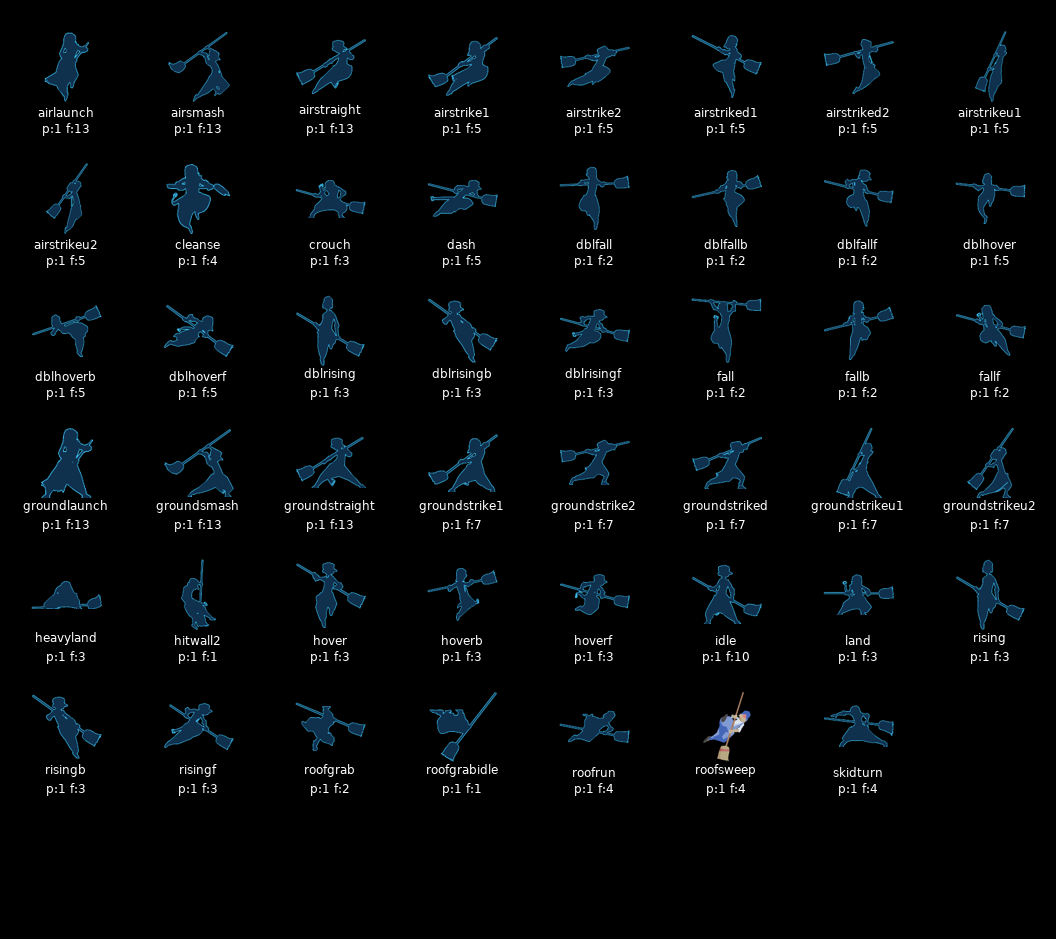 airlaunch airsmash airstraight airstrike1 airstrike2 airstriked1 airstriked2 airstrikeu1
p:1 f:13 p:1 f:13 p:1 f:13 p:1 f:5 p:1 f:5 p:1 f:5 p:1 f:5 p:1 f:5
airstrikeu2 cleanse crouch dash dblfall dblfallb dblfallf dblhover
p:1 f:5 p:1 f:4 p:1 f:3 p:1 f:5 p:1 f:2 p:1 f:2 p:1 f:2 p:1 f:5
dblhoverb dblhoverf dblrising dblrisingb dblrisingf fall fallb fallf
p:1 f:5 p:1 f:5 p:1 f:3 p:1 f:3 p:1 f:3 p:1 f:2 p:1 f:2 p:1 f:2
groundlaunch groundsmash groundstraight groundstrike1 groundstrike2 groundstriked groundstrikeu1 groundstrikeu2
p:1 f:13 p:1 f:13 p:1 f:13 p:1 f:7 p:1 f:7 p:1 f:7 p:1 f:7 p:1 f:7
heavyland hitwall2 hover hoverb hoverf idle land rising
p:1 f:3 p:1 f:1 p:1 f:3 p:1 f:3 p:1 f:3 p:1 f:10 p:1 f:3 p:1 f:3
risingb risingf roofgrab roofgrabidle roofrun roofsweep skidturn
p:1 f:3 p:1 f:3 p:1 f:2 p:1 f:1 p:1 f:4 p:1 f:4 p:1 f:4